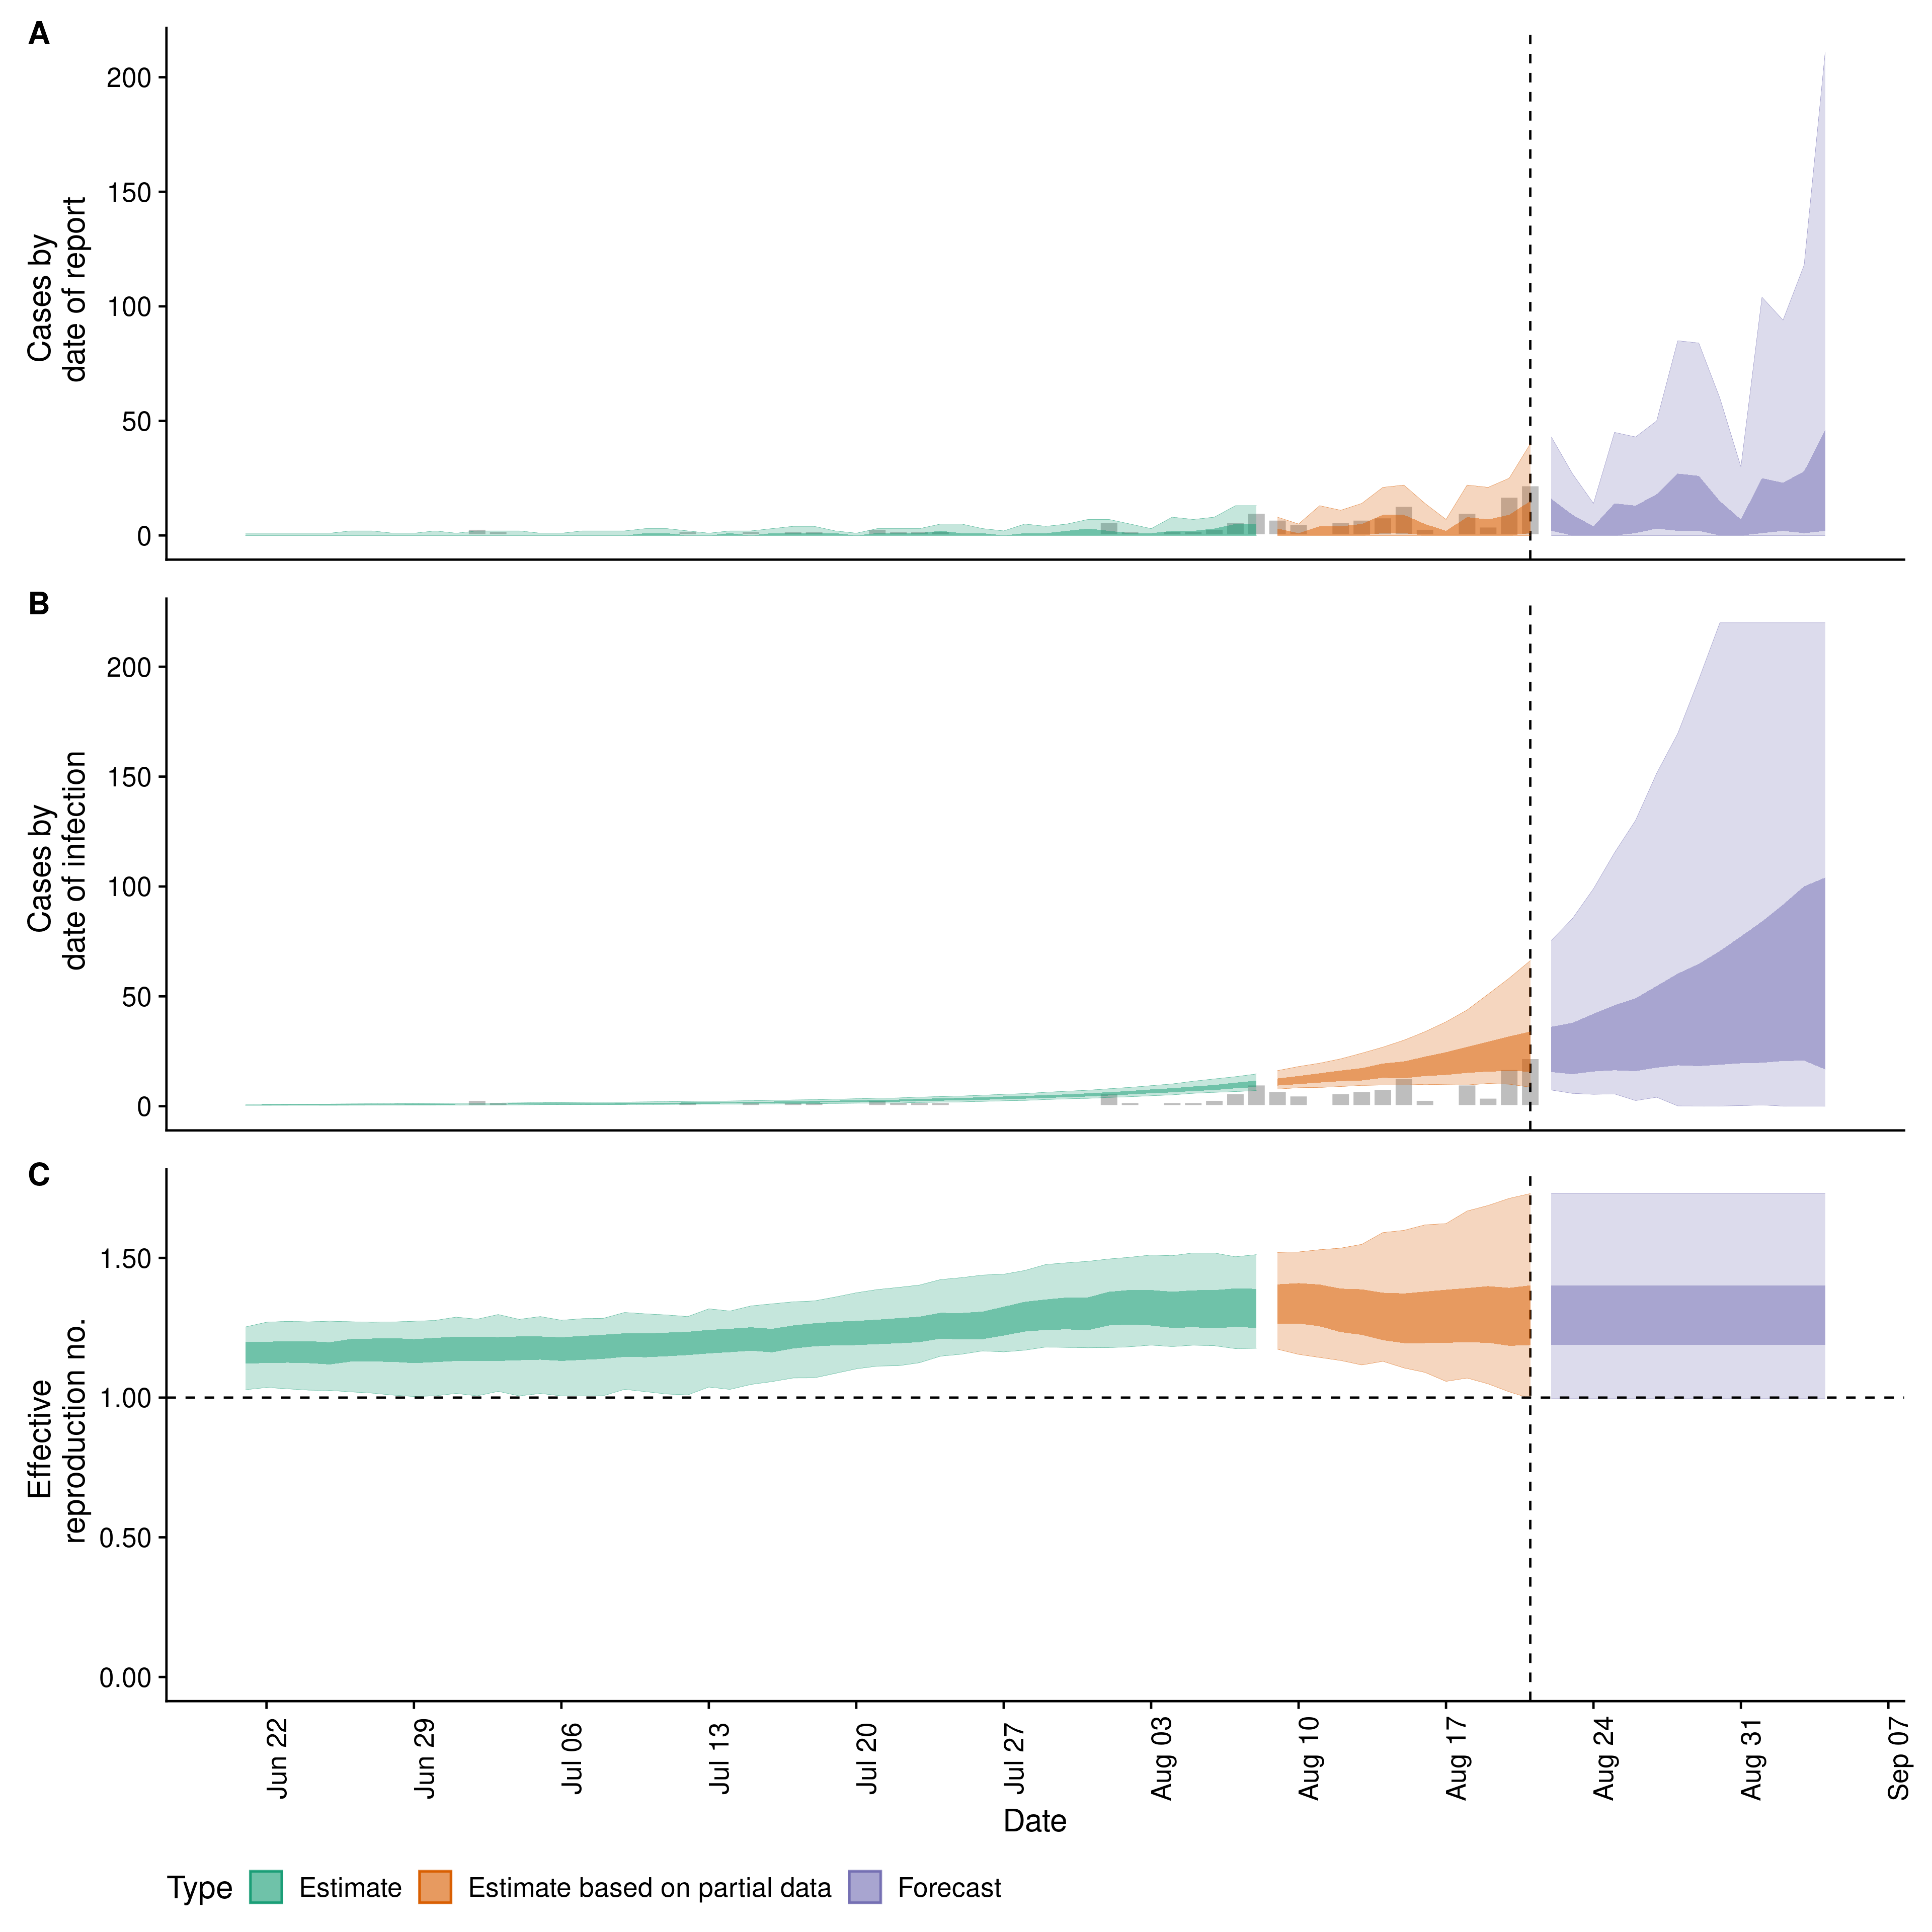 A
200
150
100
50
0
Cases by
date of report
B
200
150
100
50
0
Cases by
date of infection
C
1.50
1.00
0.50
0.00
Effective
reproduction no.
Jun 22
Jun 29
Jul 06
Jul 13
Jul 20
Jul 27
Aug 03
Aug 10
Aug 17
Aug 24
Aug 31
Sep 07
Date
Type Estimate Estimate based on partial data Forecast